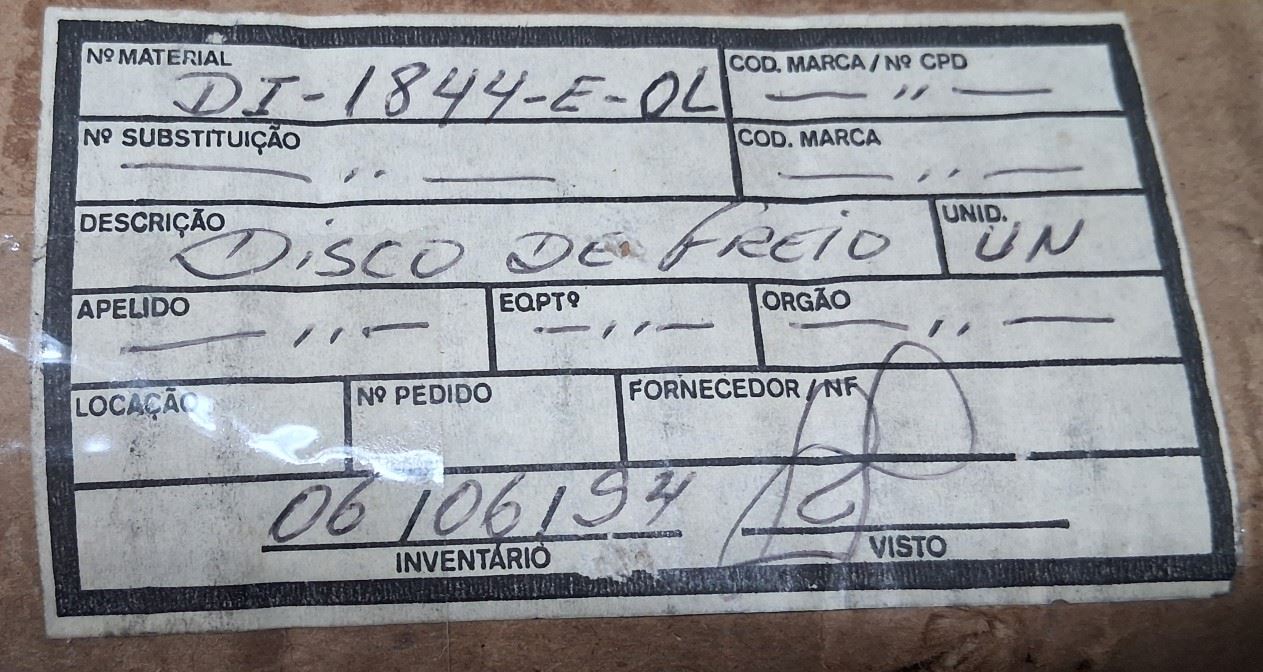 Nº MATERIAL COD. MARCA / Nº CPD
DI-1844-E-OL — ,, —
Nº SUBSTITUIÇÃO COD. MARCA
— ,, — — ,, —
DESCRIÇÃO UNID.
DISCO DE FREIO UN
APELIDO EQPTº ORGÃO
— ,, — — ,, — — ,, —
LOCAÇÃO Nº PEDIDO FORNECEDOR / NF
06/06/94
INVENTÁRIO VISTO